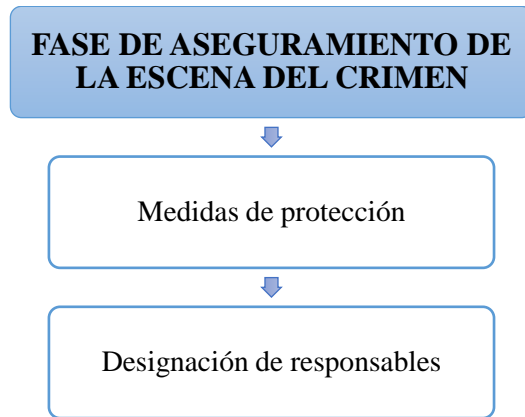 FASE DE ASEGURAMIENTO DE
LA ESCENA DEL CRIMEN
Medidas de protección
Designación de responsables